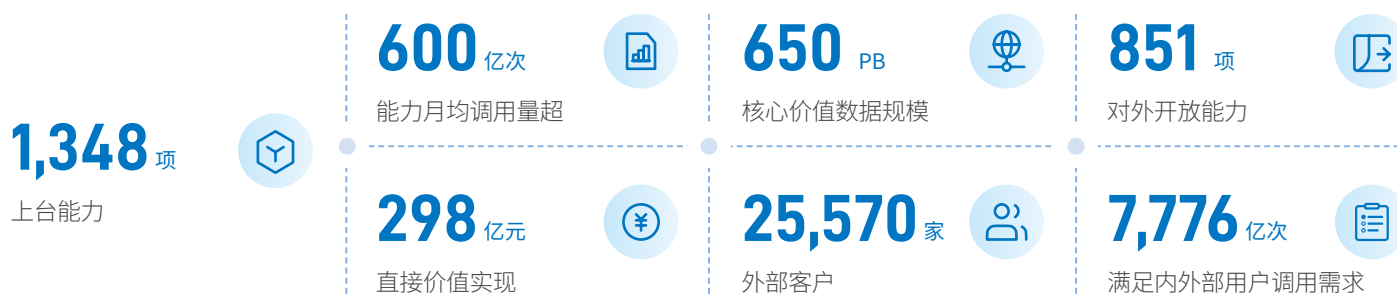 1,348 项
上台能力
600 亿次
能力月均调用量超
650 PB
核心价值数据规模
851 项
对外开放能力
298 亿元
直接价值实现
25,570 家
外部客户
7,776 亿次
满足内外部用户调用需求